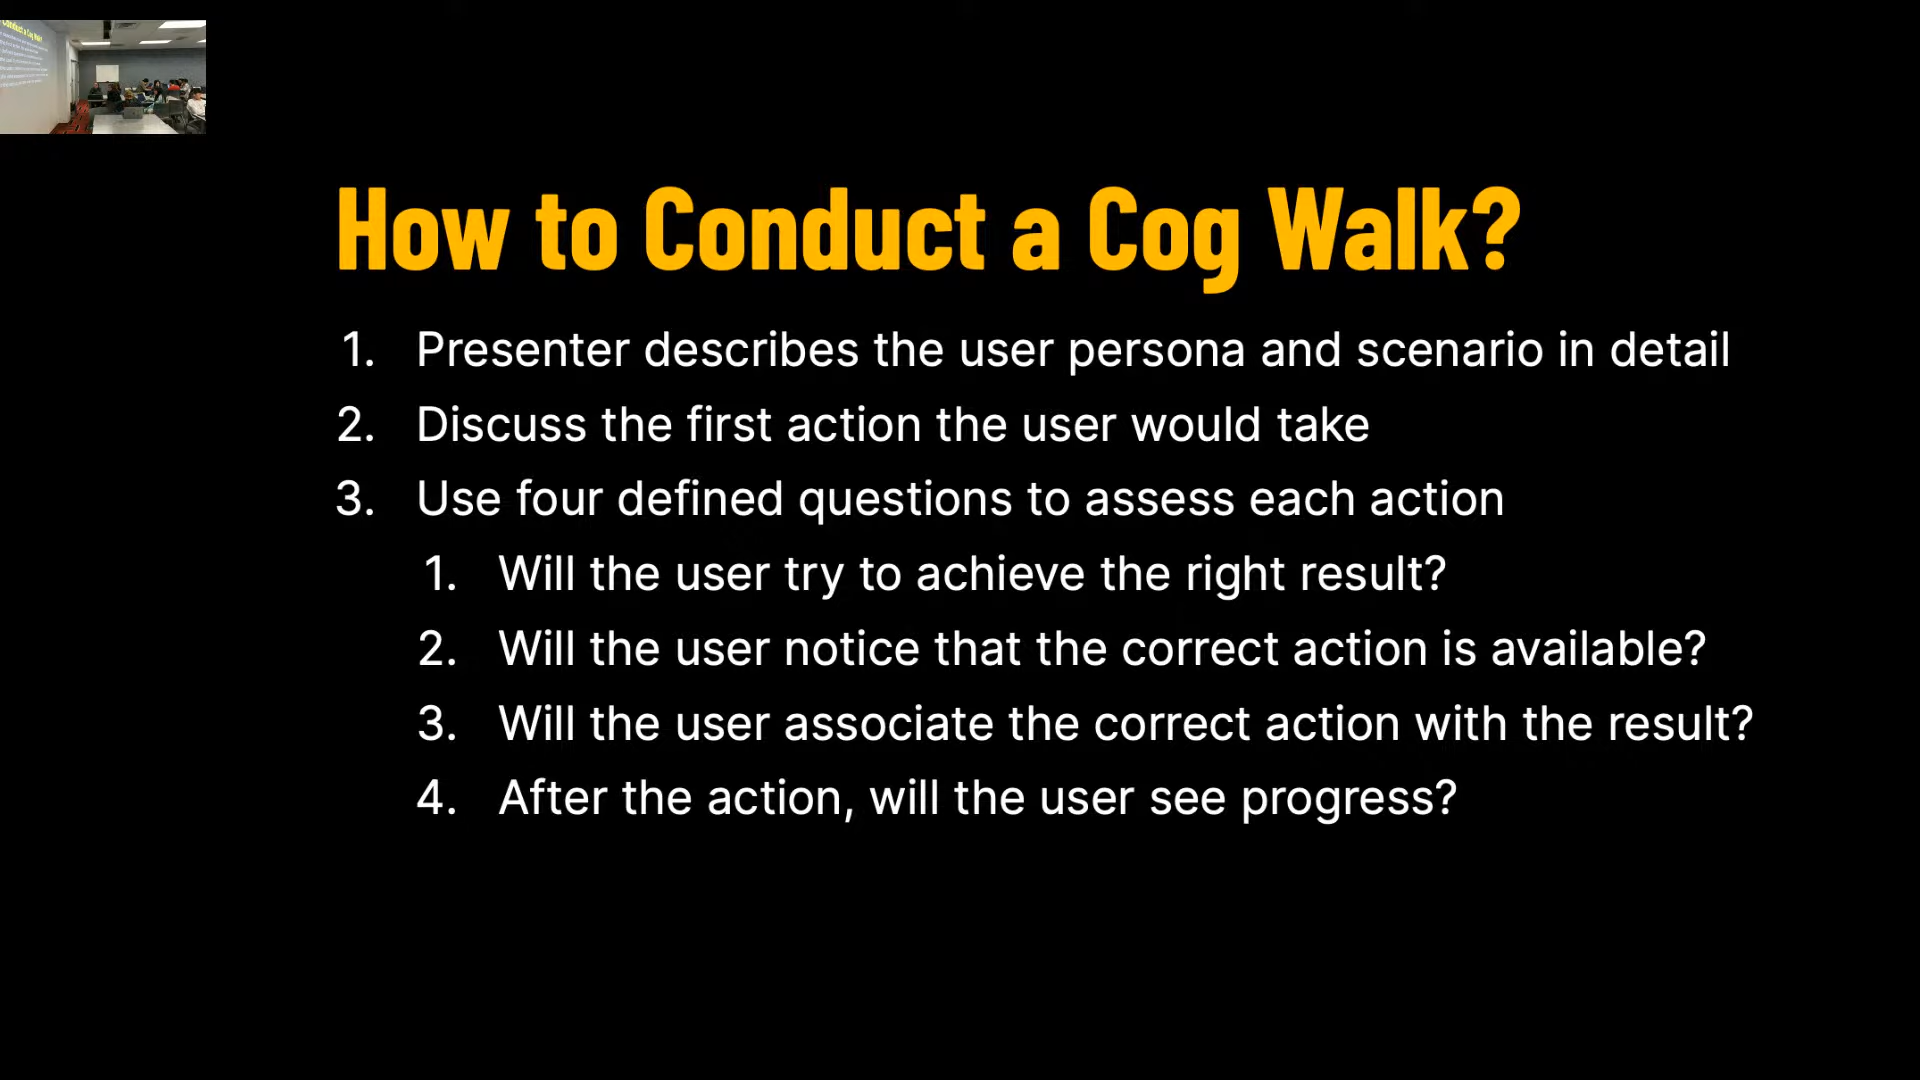 How to Conduct a Cog Walk?
1. Presenter describes the user persona and scenario in detail
2. Discuss the first action the user would take
3. Use four defined questions to assess each action
1. Will the user try to achieve the right result?
2. Will the user notice that the correct action is available?
3. Will the user associate the correct action with the result?
4. After the action, will the user see progress?